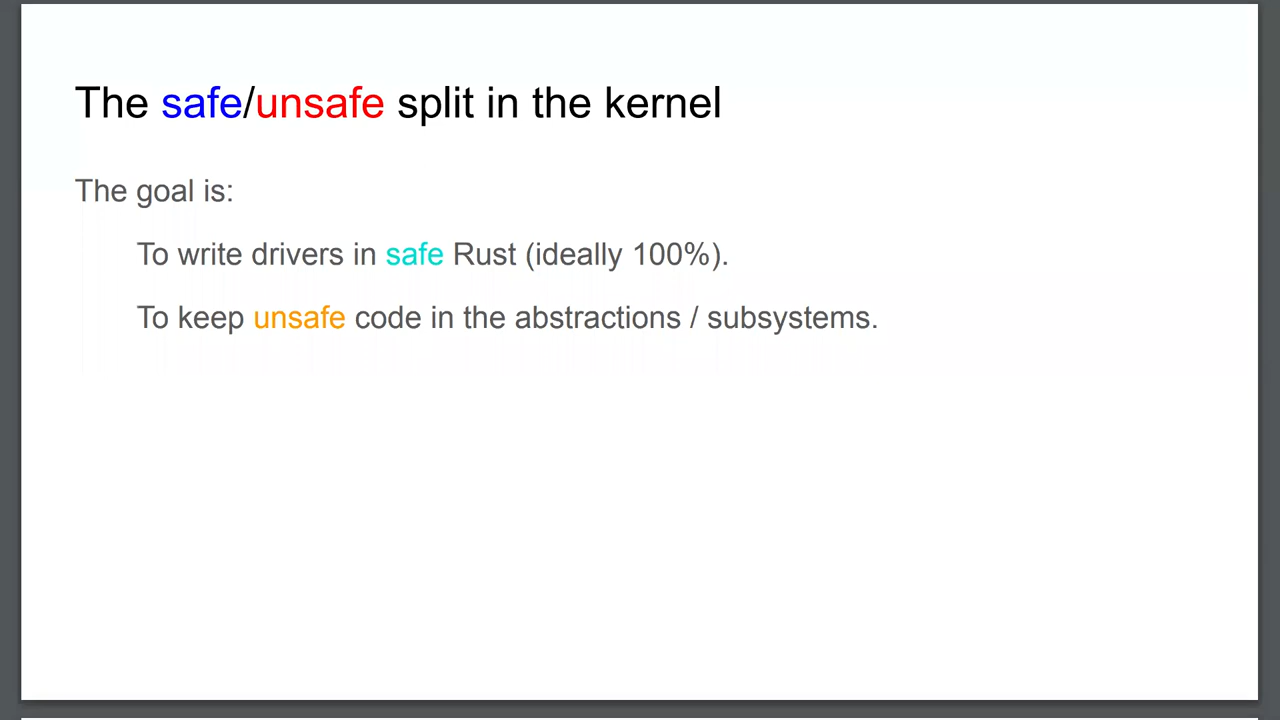 The safe/unsafe split in the kernel
The goal is:
To write drivers in safe Rust (ideally 100%).
To keep unsafe code in the abstractions / subsystems.